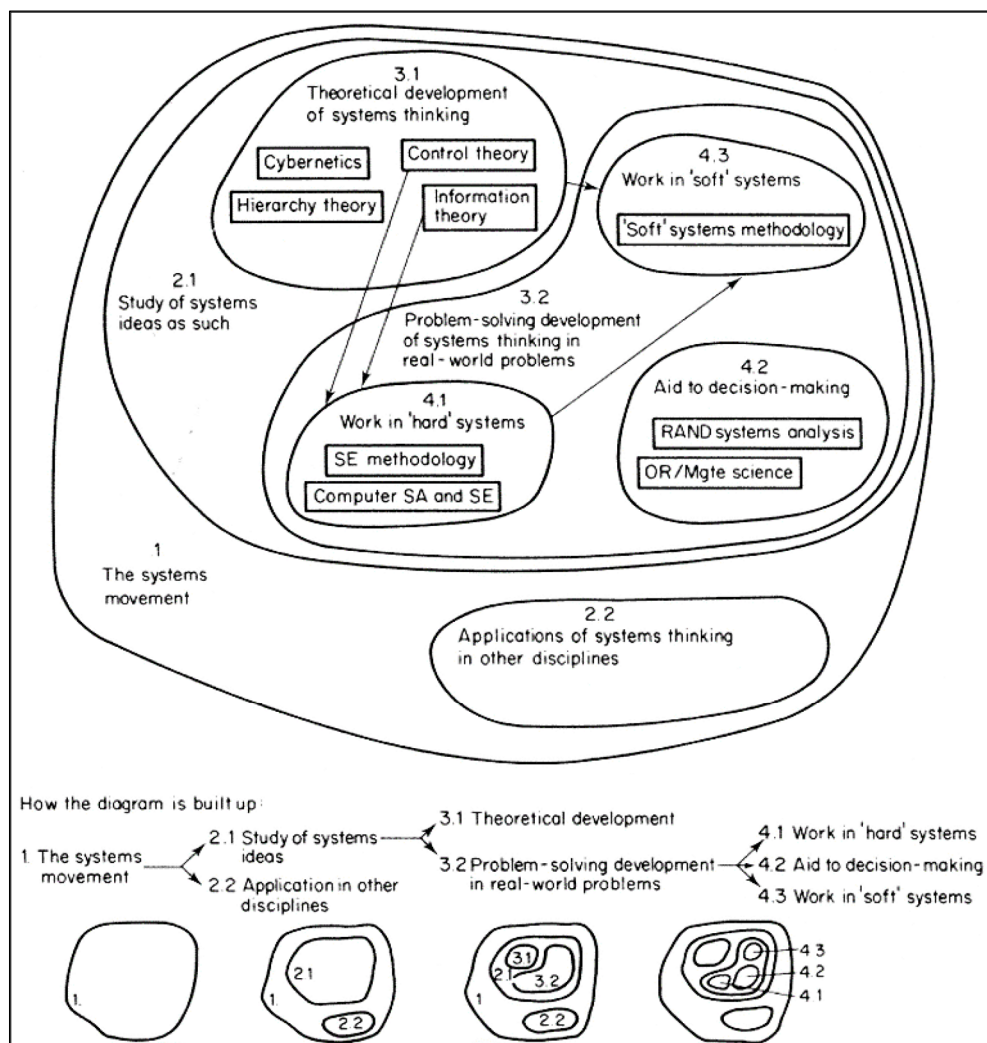 3.1
Theoretical development
of systems thinking
Cybernetics
Control theory
Hierarchy theory
Information
theory
4.3
Work in 'soft' systems
'Soft' systems methodology
2.1
Study of systems
ideas as such
3.2
Problem-solving development
of systems thinking in
real-world problems
4.1
Work in 'hard' systems
SE methodology
Computer SA and SE
4.2
Aid to decision-making
RAND systems analysis
OR/Mgte science
1
The systems
movement
2.2
Applications of systems thinking
in other disciplines
How the diagram is built up:
1. The systems
movement
2.1 Study of systems
ideas
2.2 Application in other
disciplines
3.1 Theoretical development
3.2 Problem-solving development
in real-world problems
4.1 Work in 'hard' systems
4.2 Aid to decision-making
4.3 Work in 'soft' systems
1.
2.1
1.
2.2
3.1
2.1
3.2
1
2.2
4.3
4.2
4.1